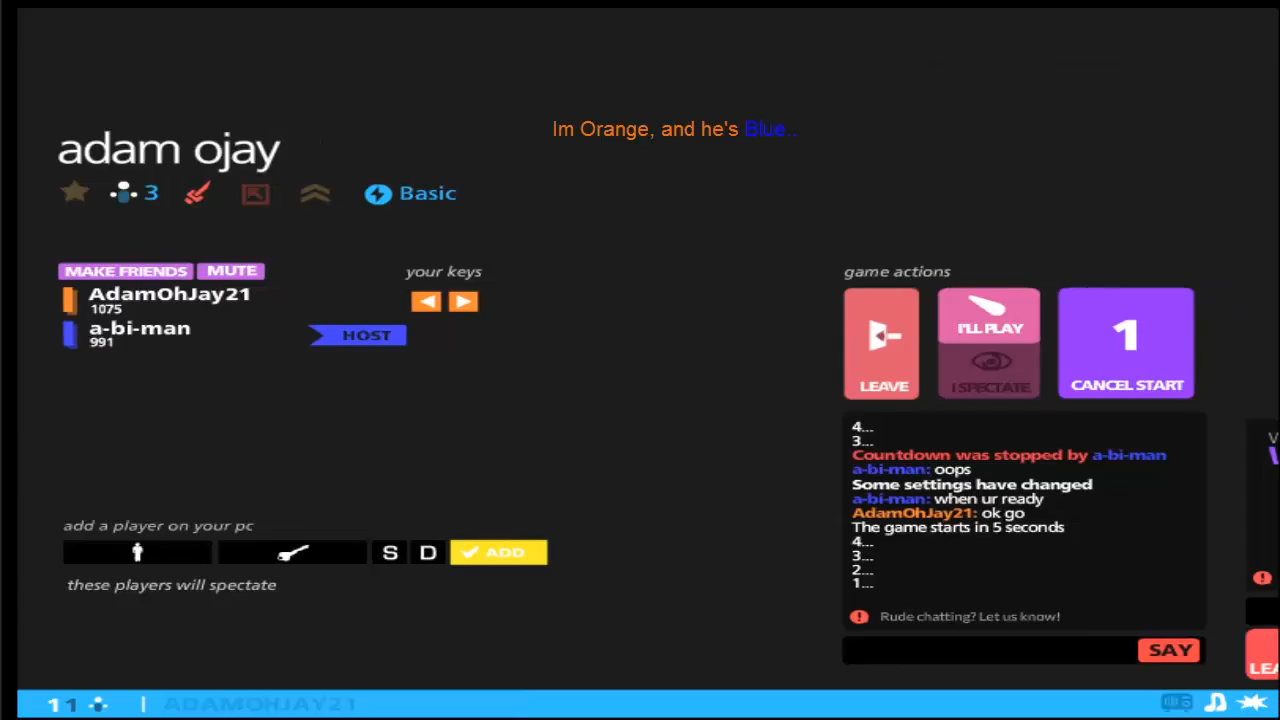 Im Orange, and he's Blue..
adam ojay
3
Basic
MAKE FRIENDS MUTE
your keys
AdamOhJay21
1075
a-bi-man
991
HOST
game actions
LEAVE
I'LL PLAY
I SPECTATE
1
CANCEL START
4...
3...
Countdown was stopped by a-bi-man
a-bi-man: oops
Some settings have changed
a-bi-man: when ur ready
AdamOhJay21: ok go
The game starts in 5 seconds
4...
3...
2...
1...
Rude chatting? Let us know!
SAY
add a player on your pc
S D ADD
these players will spectate
11 | ADAMOHJAY21